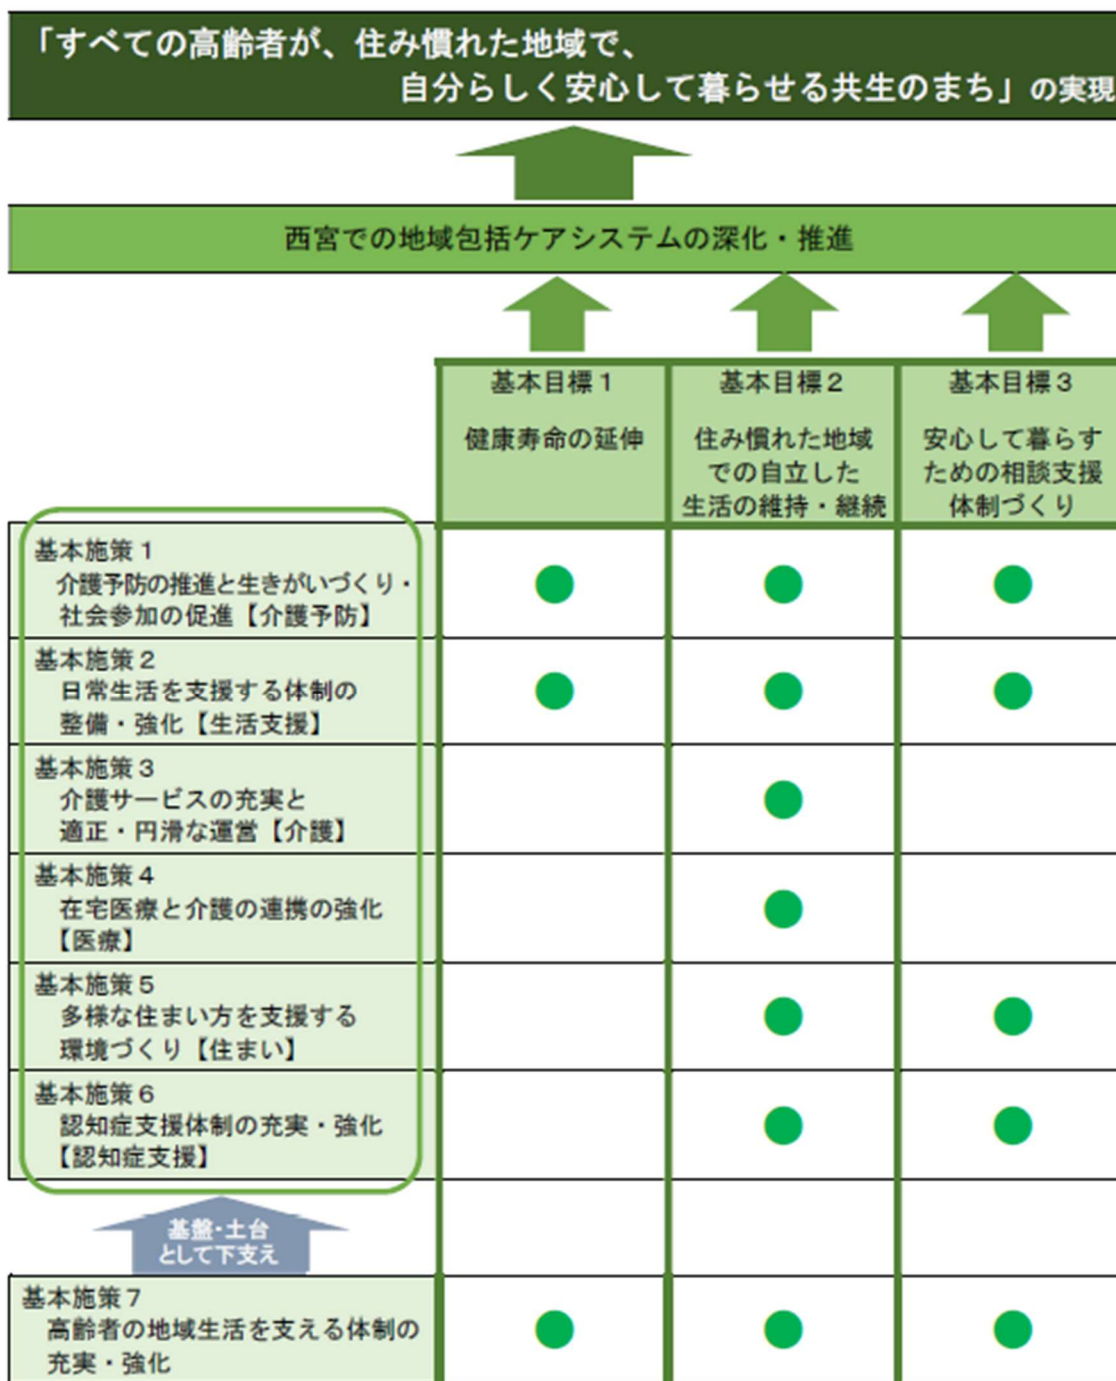 「すべての高齢者が、住み慣れた地域で、
自分らしく安心して暮らせる共生のまち」の実現
西宮での地域包括ケアシステムの深化・推進
基本目標1
健康寿命の延伸
基本目標2
住み慣れた地域
での自立した
生活の維持・継続
基本目標3
安心して暮らす
ための相談支援
体制づくり
基本施策1
介護予防の推進と生きがいづくり・
社会参加の促進【介護予防】
基本施策2
日常生活を支援する体制の
整備・強化【生活支援】
基本施策3
介護サービスの充実と
適正・円滑な運営【介護】
基本施策4
在宅医療と介護の連携の強化
【医療】
基本施策5
多様な住まい方を支援する
環境づくり【住まい】
基本施策6
認知症支援体制の充実・強化
【認知症支援】
基盤・土台
として下支え
基本施策7
高齢者の地域生活を支える体制の
充実・強化